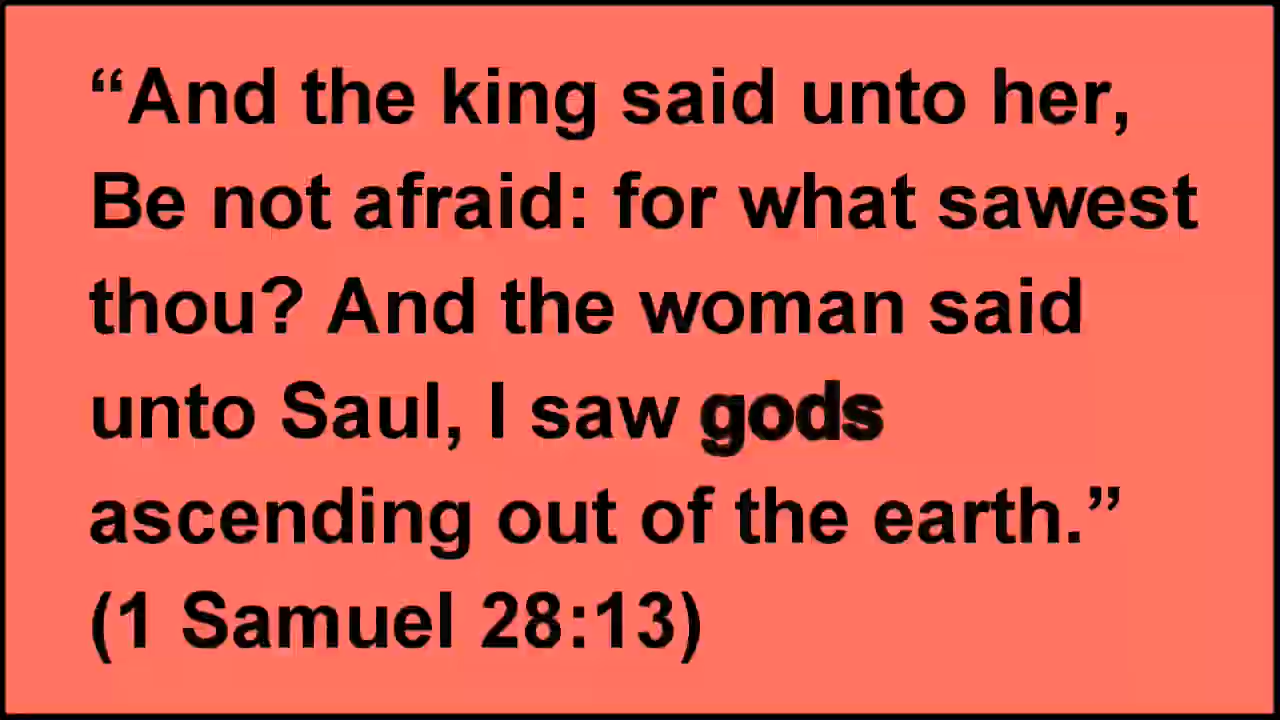 “And the king said unto her,
Be not afraid: for what sawest
thou? And the woman said
unto Saul, I saw gods
ascending out of the earth.”
(1 Samuel 28:13)